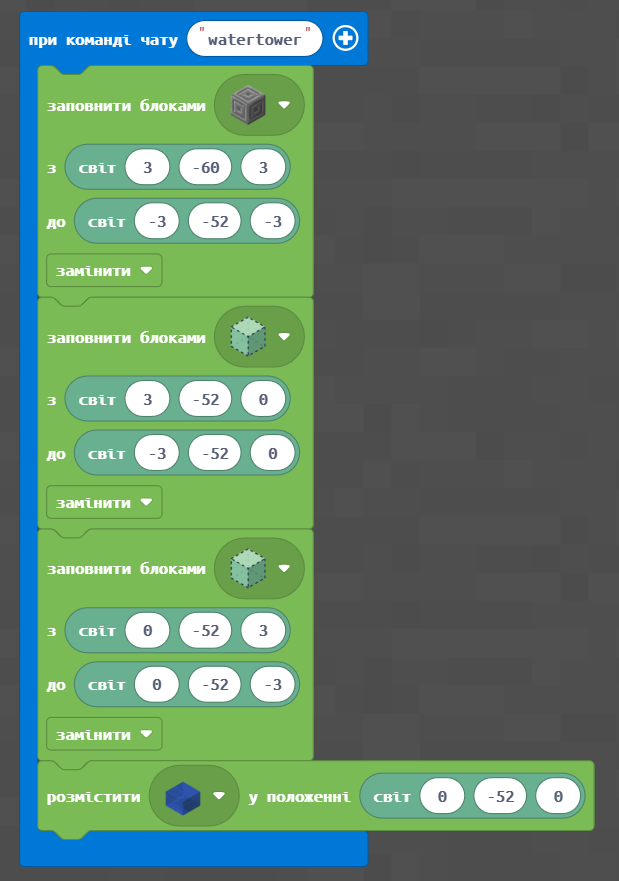 при команді чату "watertower"
заповнити блоками
з світ 3 -60 3
до світ -3 -52 -3
замінити
заповнити блоками
з світ 3 -52 0
до світ -3 -52 0
замінити
заповнити блоками
з світ 0 -52 3
до світ 0 -52 -3
замінити
розмістити у положенні світ 0 -52 0